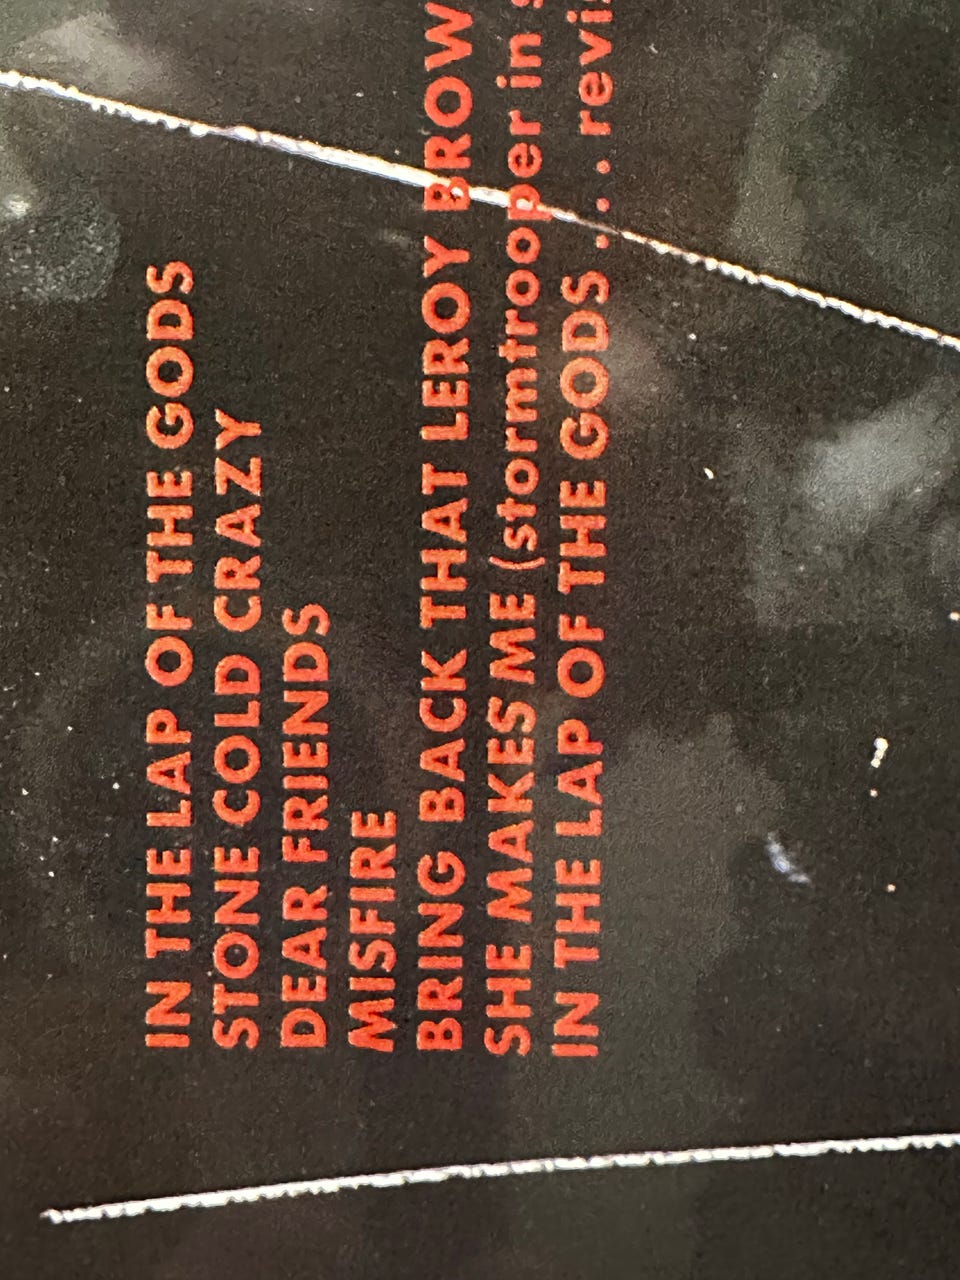 IN THE LAP OF THE GODS
STONE COLD CRAZY
DEAR FRIENDS
MISFIRE
BRING BACK THAT LEROY BROW
SHE MAKES ME (stormtrooper in s
IN THE LAP OF THE GODS . . . revis